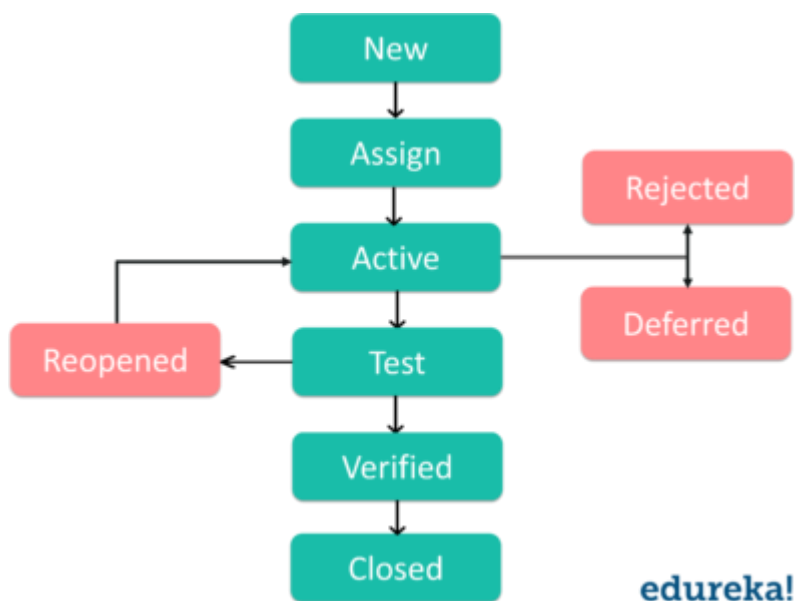 New
Assign
Rejected
Active
Deferred
Reopened
Test
Verified
Closed
edureka!